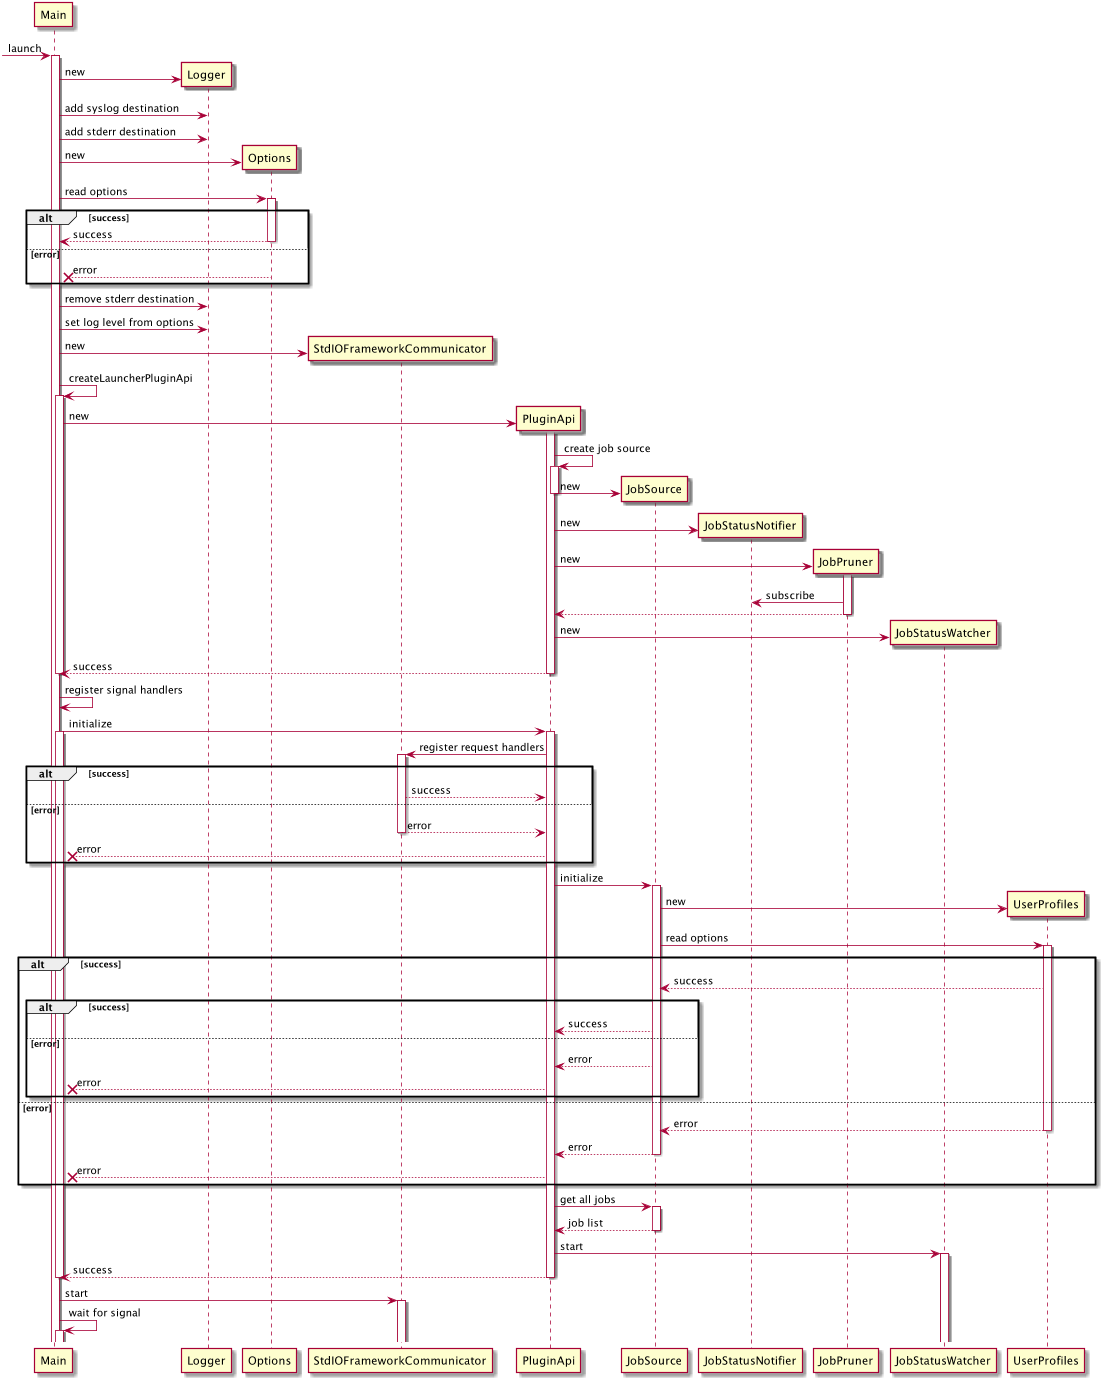 Main
launch
new
Logger
add syslog destination
add stderr destination
new
Options
read options
alt [success]
success
[error]
error
remove stderr destination
set log level from options
new
StdIOFrameworkCommunicator
createLauncherPluginApi
new
PluginApi
create job source
new
JobSource
new
JobStatusNotifier
new
JobPruner
subscribe
new
JobStatusWatcher
success
register signal handlers
initialize
register request handlers
alt [success]
success
[error]
error
error
initialize
new
UserProfiles
read options
alt [success]
success
alt [success]
success
[error]
error
error
[error]
error
error
error
get all jobs
job list
start
success
start
wait for signal
Main Logger Options StdIOFrameworkCommunicator PluginApi JobSource JobStatusNotifier JobPruner JobStatusWatcher UserProfiles